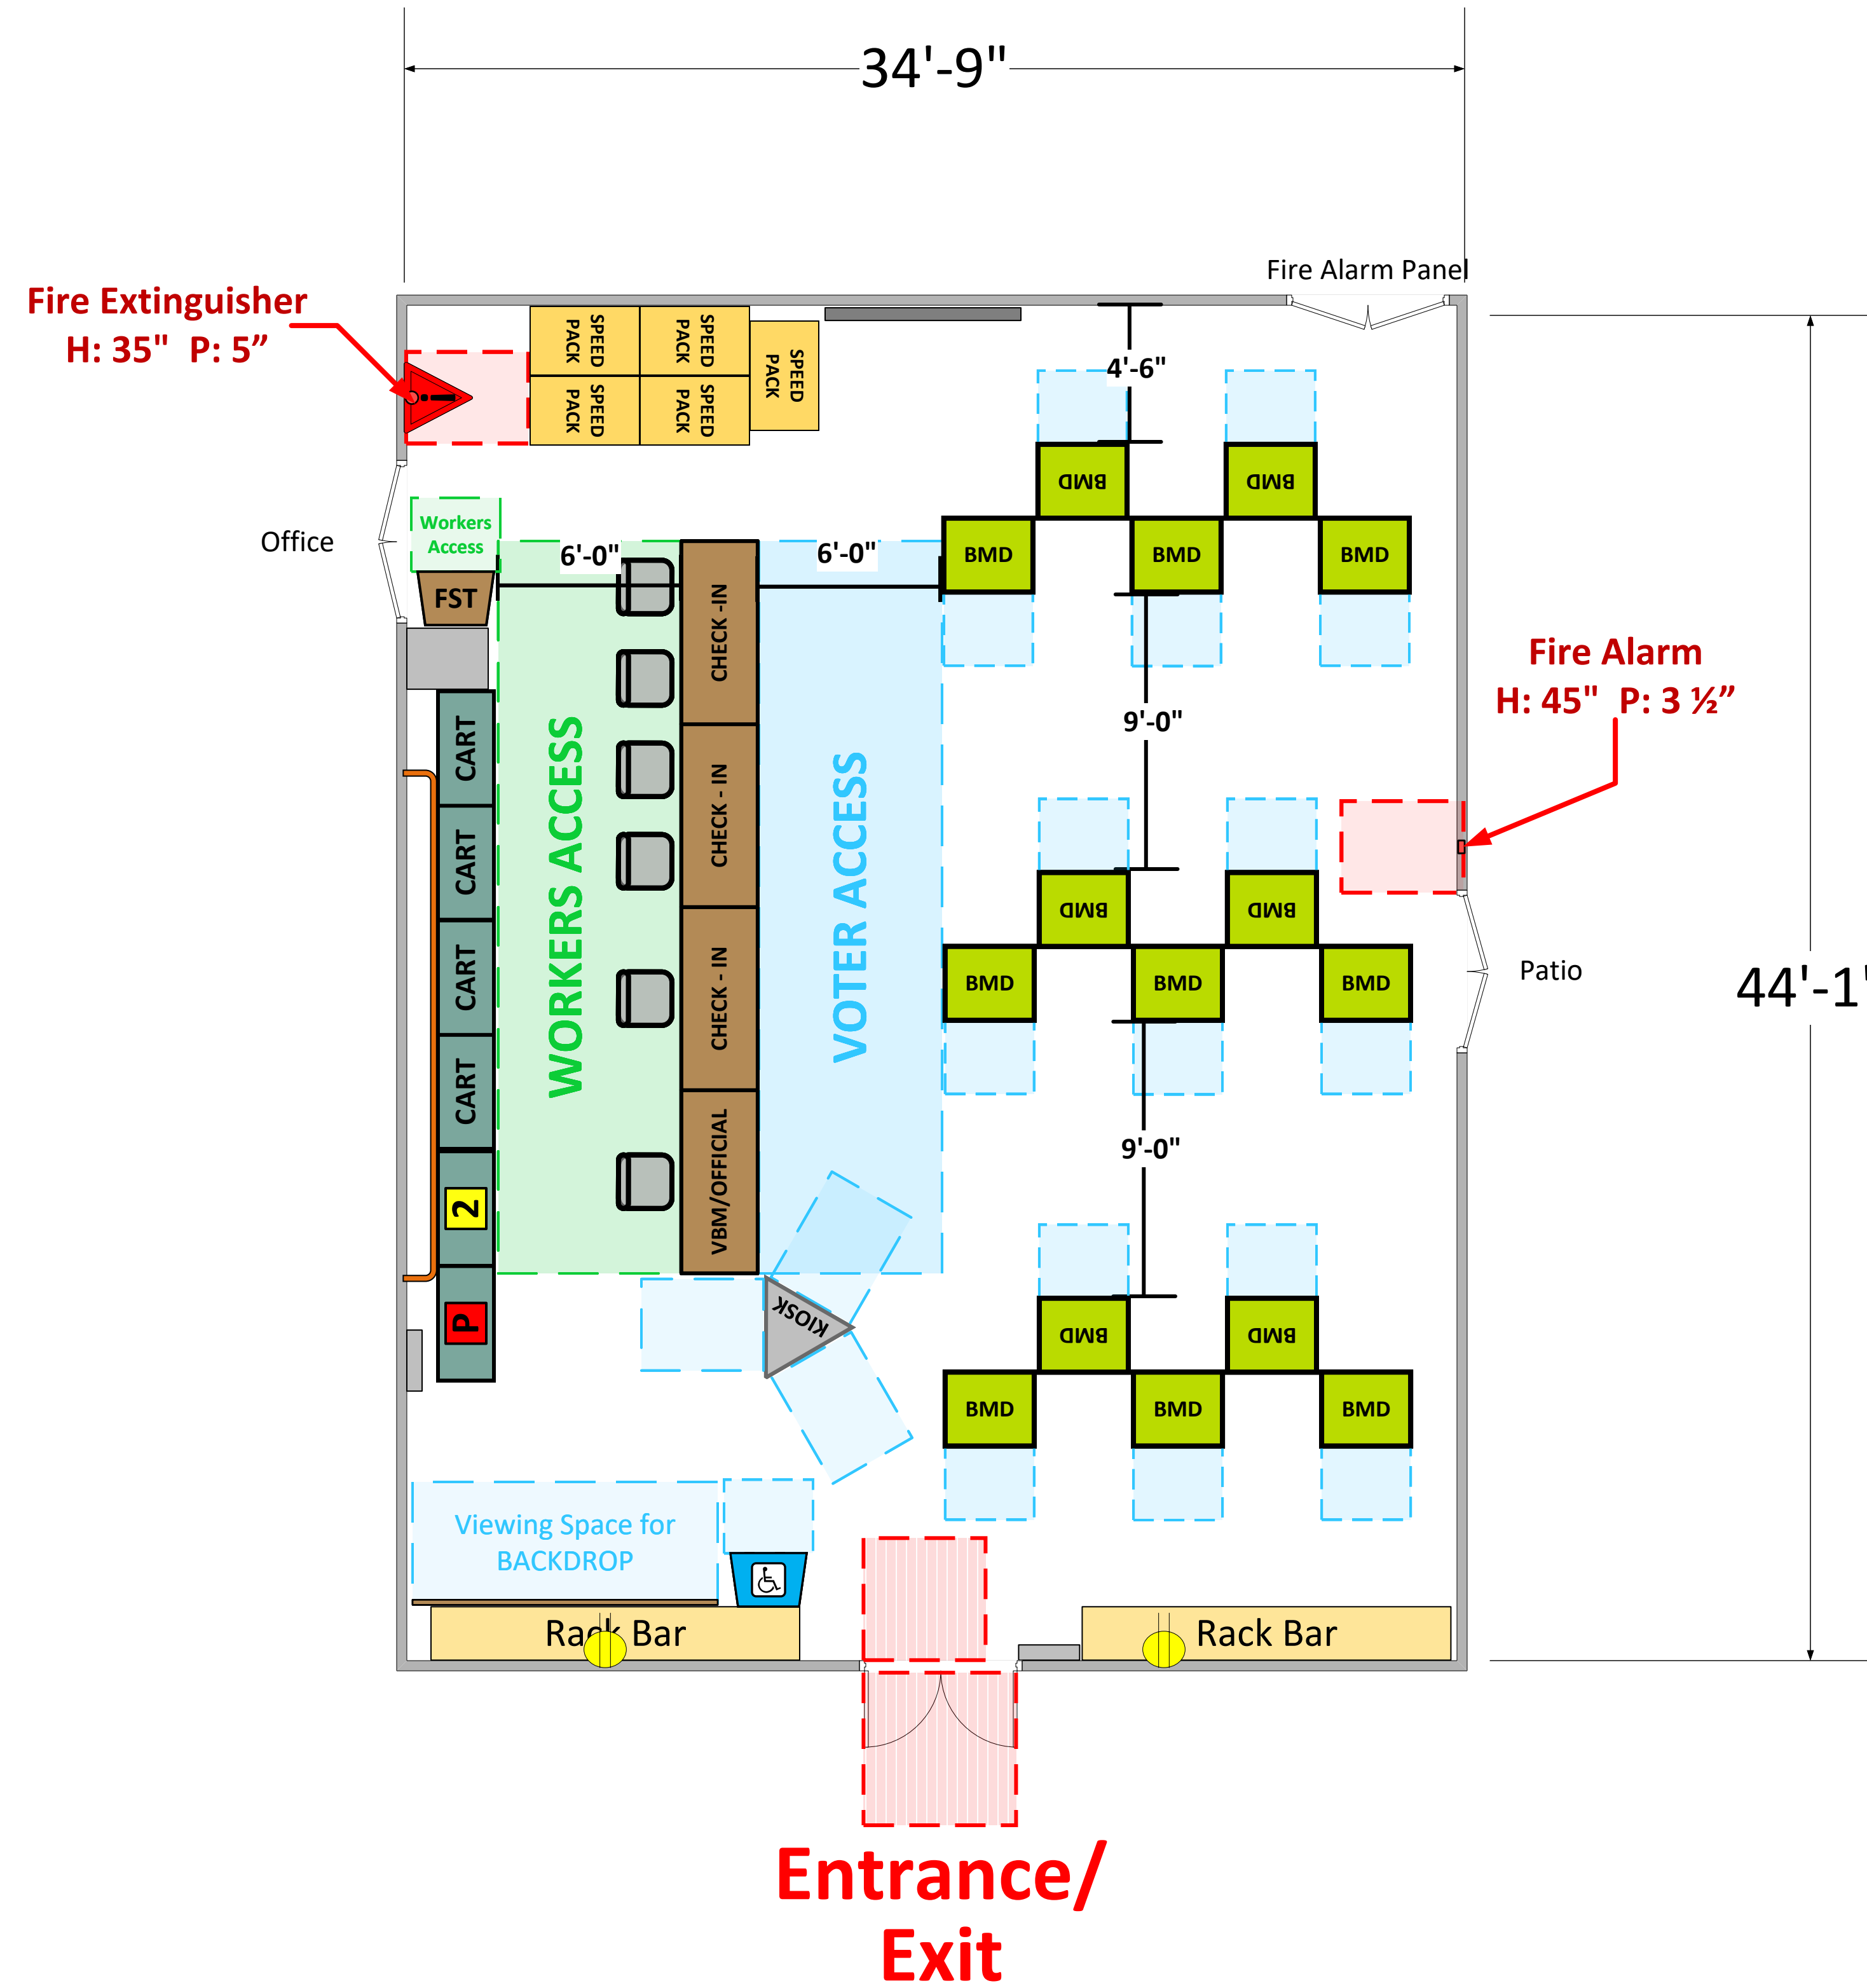 34'-9"
Fire Alarm Panel
Fire Extinguisher
H: 35"  P: 5”
SPEED
PACK
SPEED
PACK
SPEED
PACK
SPEED
PACK
SPEED
PACK
4'-6"
BMD
BMD
Workers
Access
Office
FST
6'-0"
6'-0"
BMD
BMD
BMD
CHECK -IN
Fire Alarm
H: 45"  P: 3 ½”
9'-0"
CART
CART
CART
CART
2
P
WORKERS ACCESS
CHECK - IN
CHECK - IN
VBM/OFFICIAL
VOTER ACCESS
BMD
BMD
BMD
BMD
BMD
Patio
44'-1"
9'-0"
KIOSK
BMD
BMD
BMD
BMD
BMD
Viewing Space for
BACKDROP
Rack Bar
Rack Bar
Entrance/
Exit